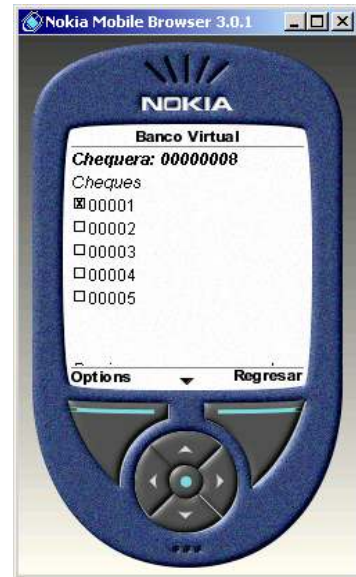 Nokia Mobile Browser 3.0.1
NOKIA
Banco Virtual
Chequera: 00000008
Cheques
00001
00002
00003
00004
00005
Options Regresar